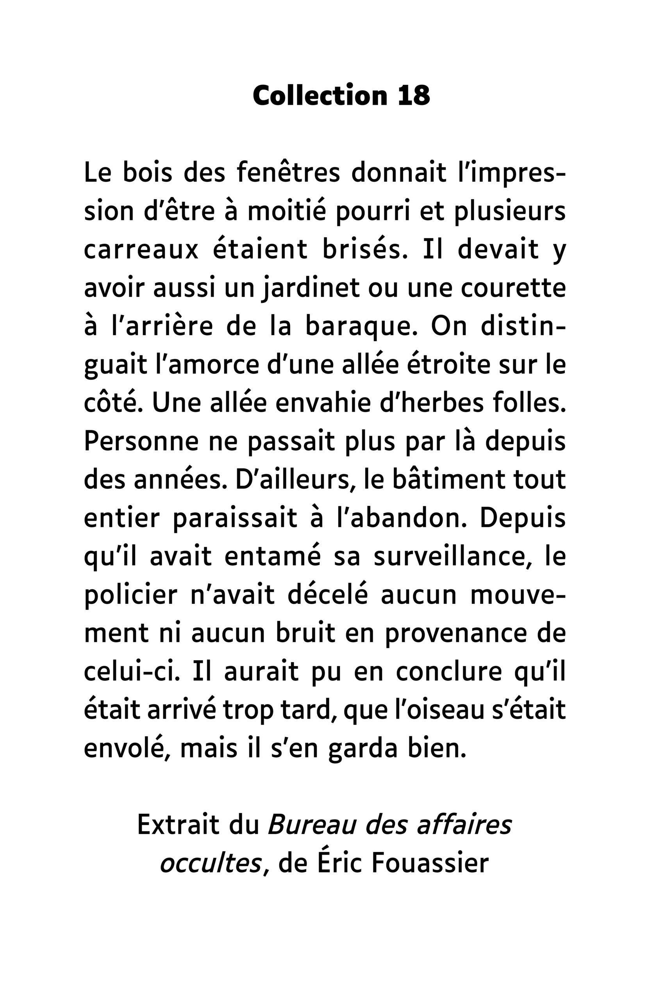 Collection 18
Le bois des fenêtres donnait l’impres-
sion d’être à moitié pourri et plusieurs
carreaux étaient brisés. Il devait y
avoir aussi un jardinet ou une courette
à l’arrière de la baraque. On distin-
guait l’amorce d’une allée étroite sur le
côté. Une allée envahie d’herbes folles.
Personne ne passait plus par là depuis
des années. D’ailleurs, le bâtiment tout
entier paraissait à l’abandon. Depuis
qu’il avait entamé sa surveillance, le
policier n’avait décelé aucun mouve-
ment ni aucun bruit en provenance de
celui-ci. Il aurait pu en conclure qu’il
était arrivé trop tard, que l’oiseau s’était
envolé, mais il s’en garda bien.
Extrait du Bureau des affaires
occultes, de Éric Fouassier